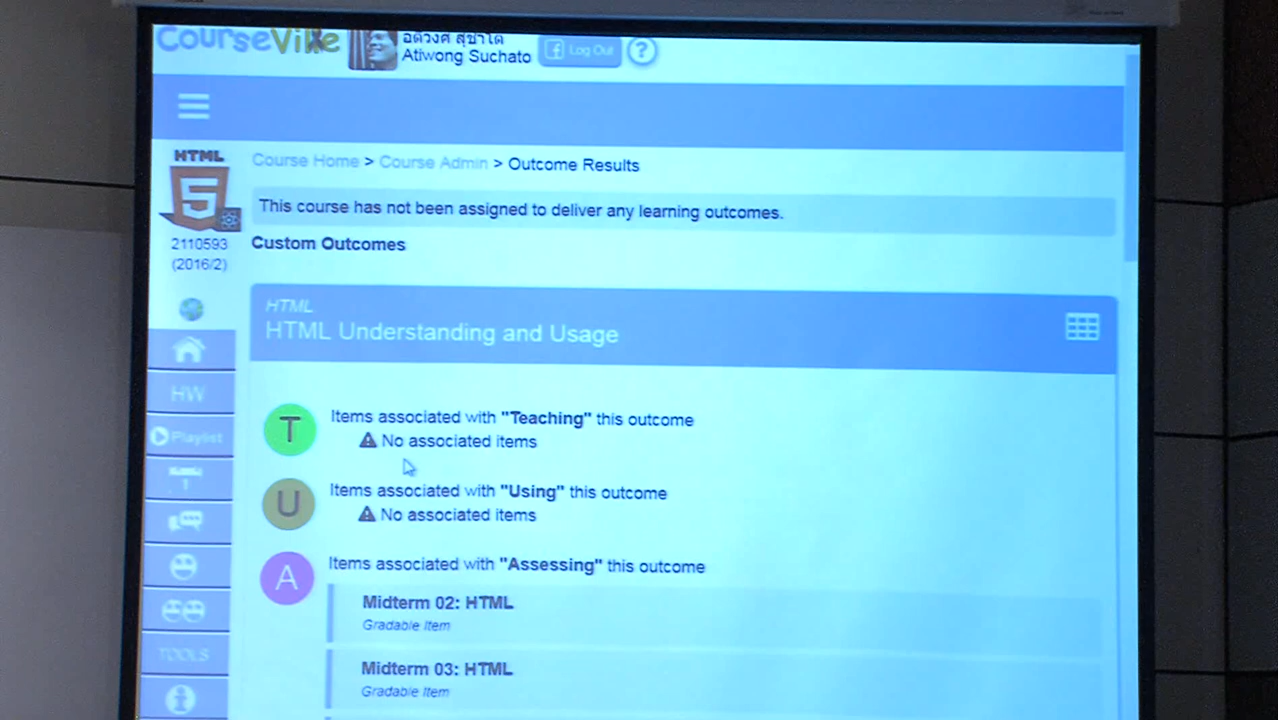 CourseVille
อติวงศ์ สุชาโต
Atiwong Suchato
Log Out
?
HTML
5
Course Home > Course Admin > Outcome Results
This course has not been assigned to deliver any learning outcomes.
2110593
(2016/2)
Custom Outcomes
HTML
HTML Understanding and Usage
HW
Playlist
TOOLS
T
Items associated with "Teaching" this outcome
No associated items
U
Items associated with "Using" this outcome
No associated items
A
Items associated with "Assessing" this outcome
Midterm 02: HTML
Gradable Item
Midterm 03: HTML
Gradable Item